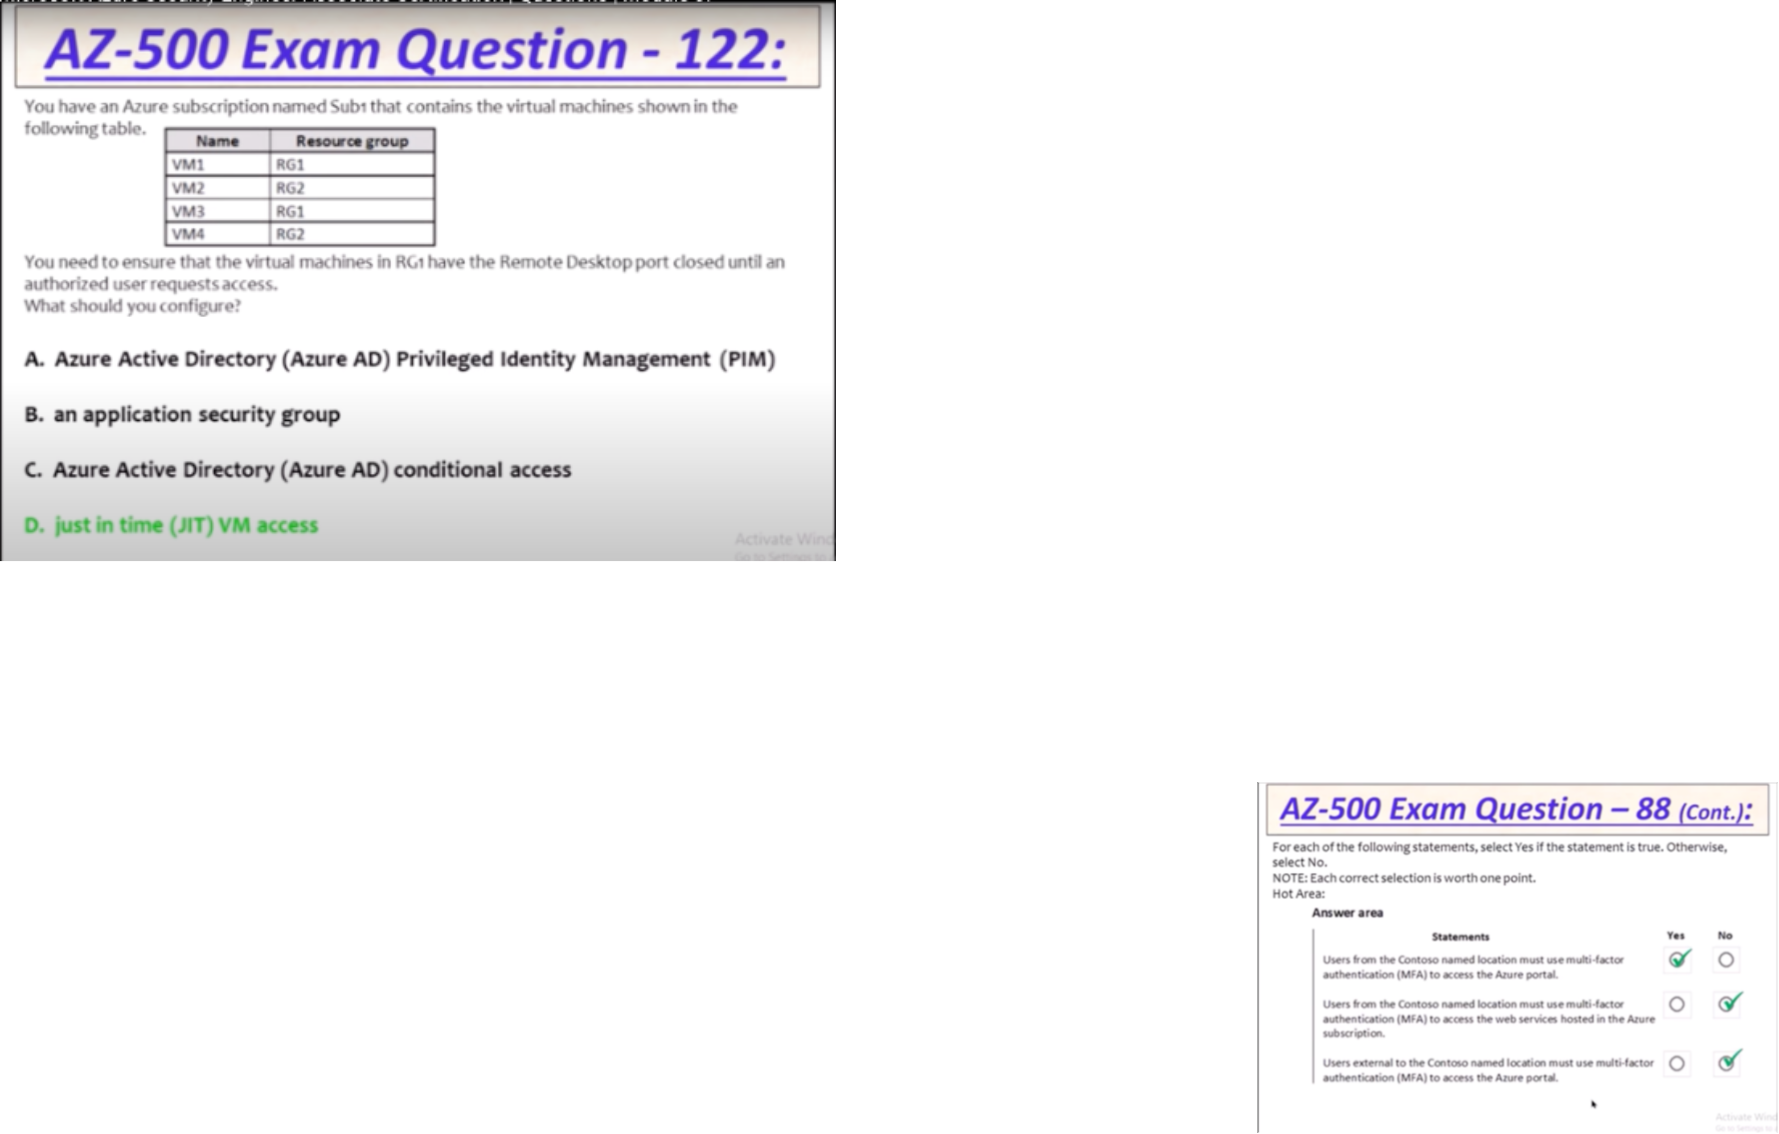 AZ-500 Exam Question - 122:
You have an Azure subscription named Sub1 that contains the virtual machines shown in the
following table.
Name Resource group
VM1 RG1
VM2 RG2
VM3 RG1
VM4 RG2
You need to ensure that the virtual machines in RG1 have the Remote Desktop port closed until an
authorized user requests access.
What should you configure?
A. Azure Active Directory (Azure AD) Privileged Identity Management (PIM)
B. an application security group
C. Azure Active Directory (Azure AD) conditional access
D. just in time (JIT) VM access
Activate Wind
Go to Settings to
AZ-500 Exam Question – 88 (Cont.):
For each of the following statements, select Yes if the statement is true. Otherwise,
select No.
NOTE: Each correct selection is worth one point.
Hot Area:
Answer area
Statements Yes No
Users from the Contoso named location must use multi-factor
authentication (MFA) to access the Azure portal.
Users from the Contoso named location must use multi-factor
authentication (MFA) to access the web services hosted in the Azure
subscription.
Users external to the Contoso named location must use multi-factor
authentication (MFA) to access the Azure portal.
Activate Wind
Go to Settings to